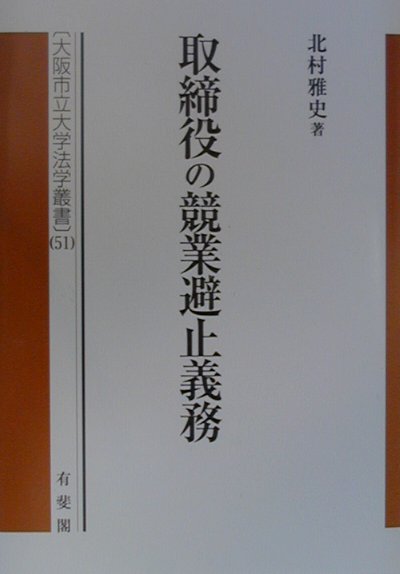 北村雅史 著
取締役の競業避止義務
〔大阪市立大学法学叢書〕(51)
有斐閣